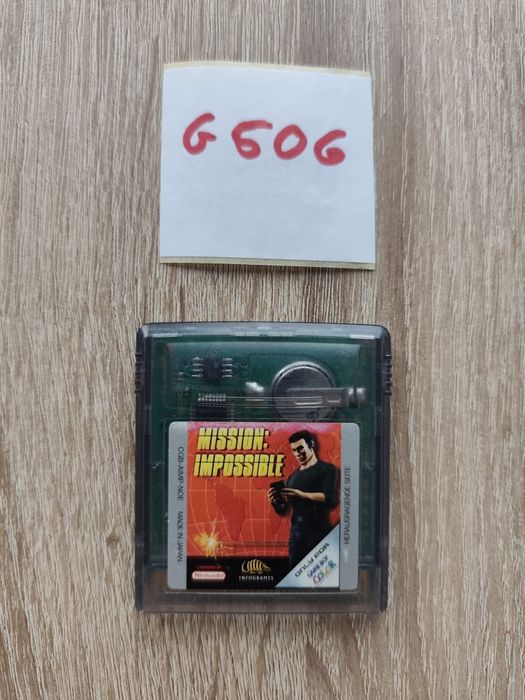 G506
MISSION:
IMPOSSIBLE
CGB-AIMP-NOE MADE IN JAPAN
HERAUSRAGENDE SEITE
LICENSED BY
Nintendo
INFOGRAMES
ONLY FOR
GAME BOY
COLOR